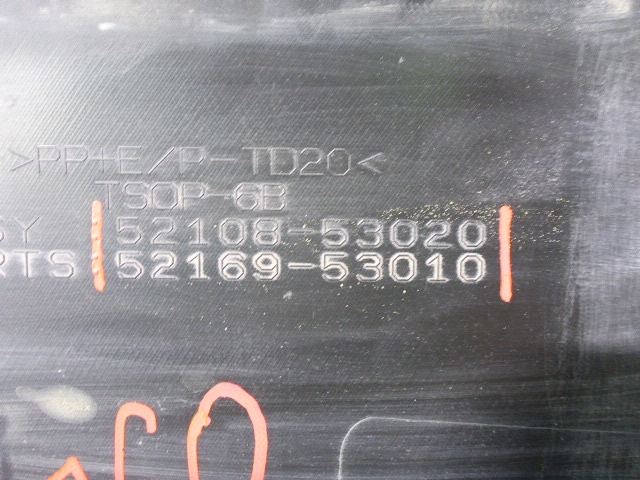 >PP+E/P-TD20<
TSOP-6B
SY 52108-53020
RTS 52169-53010